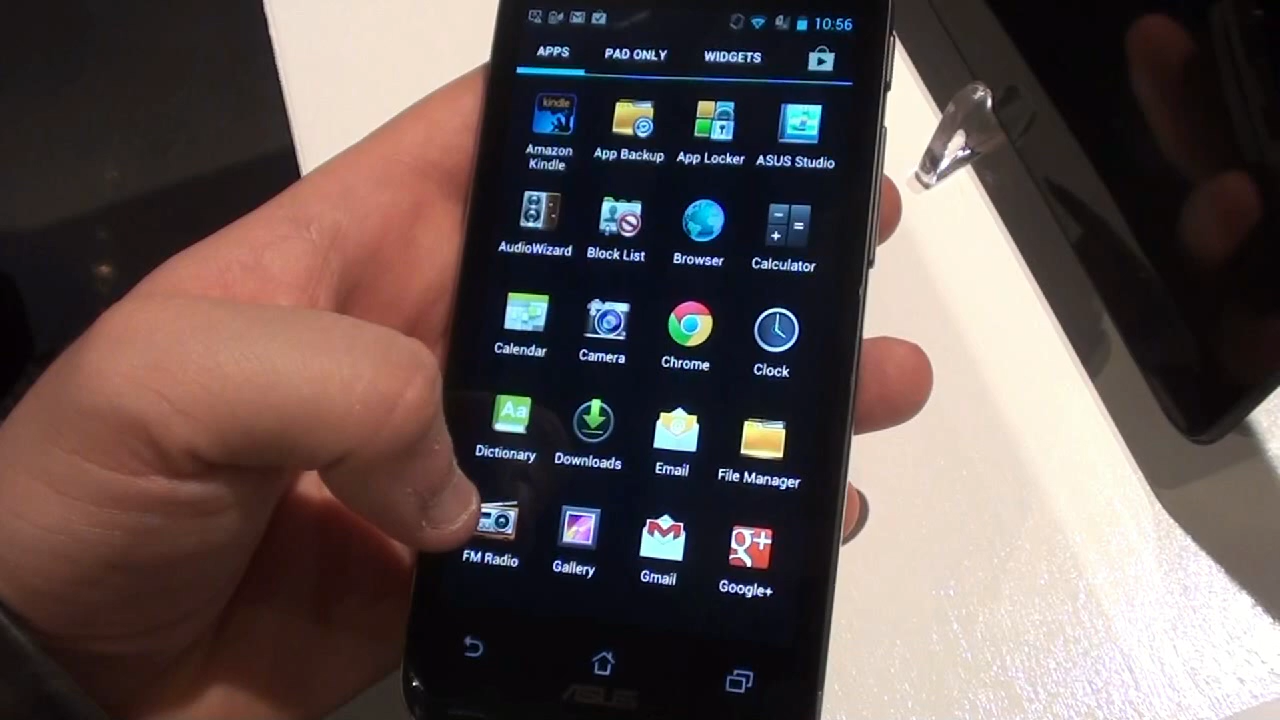 10:56
APPS PAD ONLY WIDGETS
kindle
Amazon
Kindle
App Backup
App Locker
ASUS Studio
AudioWizard
Block List
Browser
Calculator
Calendar
Camera
Chrome
Clock
Aa
Dictionary
Downloads
Email
File Manager
FM Radio
Gallery
Gmail
g+
Google+
ASUS